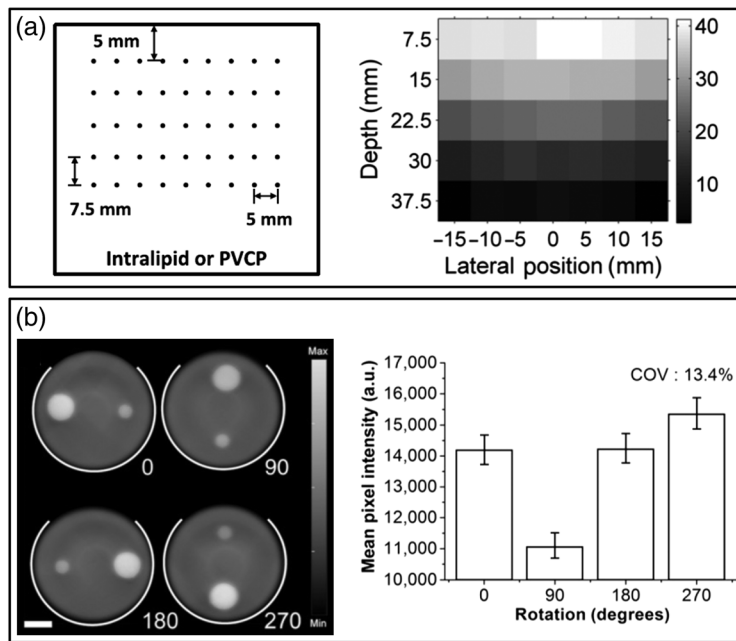 (a)
5 mm
7.5 mm
5 mm
Intralipid or PVCP
Depth (mm)
7.5
15
22.5
30
37.5
−15 −10 −5 0 5 10 15
Lateral position (mm)
40
30
20
10
(b)
0
90
180
270
Max
Min
Mean pixel intensity (a.u.)
17,000
16,000
15,000
14,000
13,000
12,000
11,000
10,000
COV : 13.4%
0 90 180 270
Rotation (degrees)